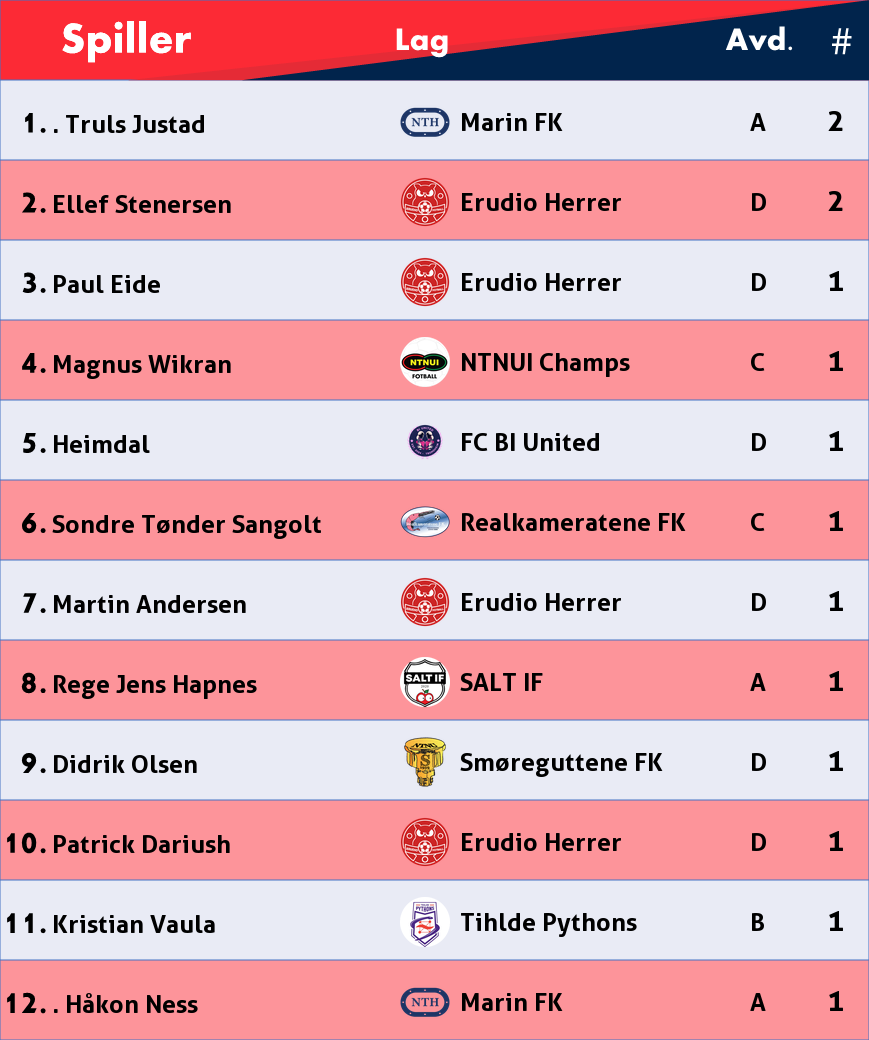 Spiller Lag Avd. #
1. . Truls Justad NTH Marin FK A 2
2. Ellef Stenersen Erudio Herrer D 2
3. Paul Eide Erudio Herrer D 1
4. Magnus Wikran NTNUI FOTBALL NTNUI Champs C 1
5. Heimdal FC BI United D 1
6. Sondre Tønder Sangolt Realkameratene FK C 1
7. Martin Andersen Erudio Herrer D 1
8. Rege Jens Hapnes SALT IF SALT IF A 1
9. Didrik Olsen NTNU S Smøreguttene FK D 1
10. Patrick Dariush Erudio Herrer D 1
11. Kristian Vaula PYTHONS Tihlde Pythons B 1
12. . Håkon Ness NTH Marin FK A 1